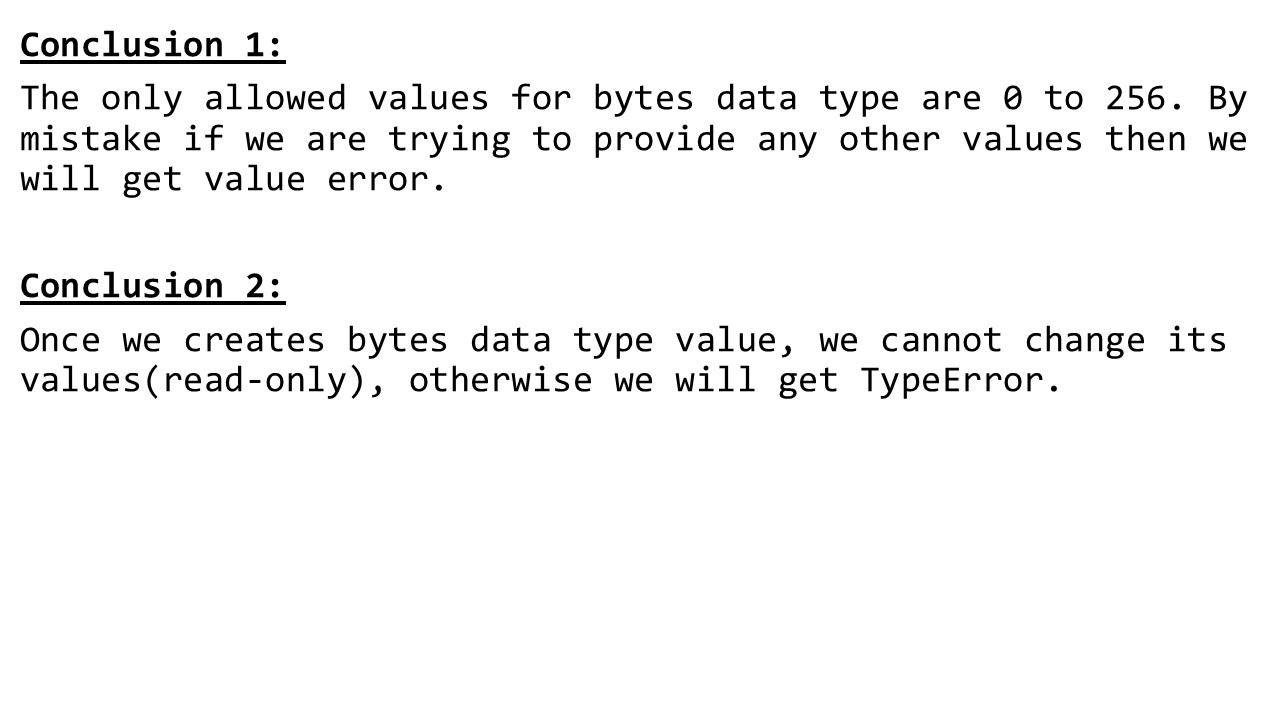 Conclusion 1:
The only allowed values for bytes data type are 0 to 256. By
mistake if we are trying to provide any other values then we
will get value error.
Conclusion 2:
Once we creates bytes data type value, we cannot change its
values(read-only), otherwise we will get TypeError.